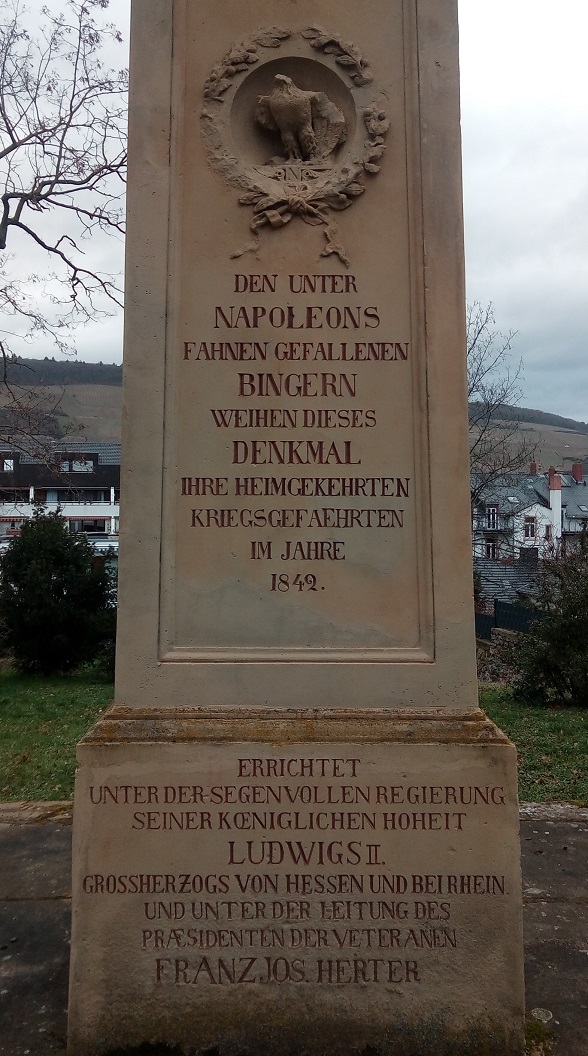 N
DEN UNTER
NAPOLEONS
FAHNEN GEFALLENEN
BINGERN
WEIHEN DIESES
DENKMAL
IHRE HEIMGEKEHRTEN
KRIEGSGEFAEHRTEN
IM JAHRE
1842.
ERRICHTET
UNTER DER SEGENVOLLEN REGIERUNG
SEINER KŒNIGLICHEN HOHEIT
LUDWIGS II.
GROSSHERZOGS VON HESSEN UND BEI RHEIN.
UND UNTER DER LEITUNG DES
PRÆSIDENTEN DER VETERANEN
FRANZ JOS. HERTER